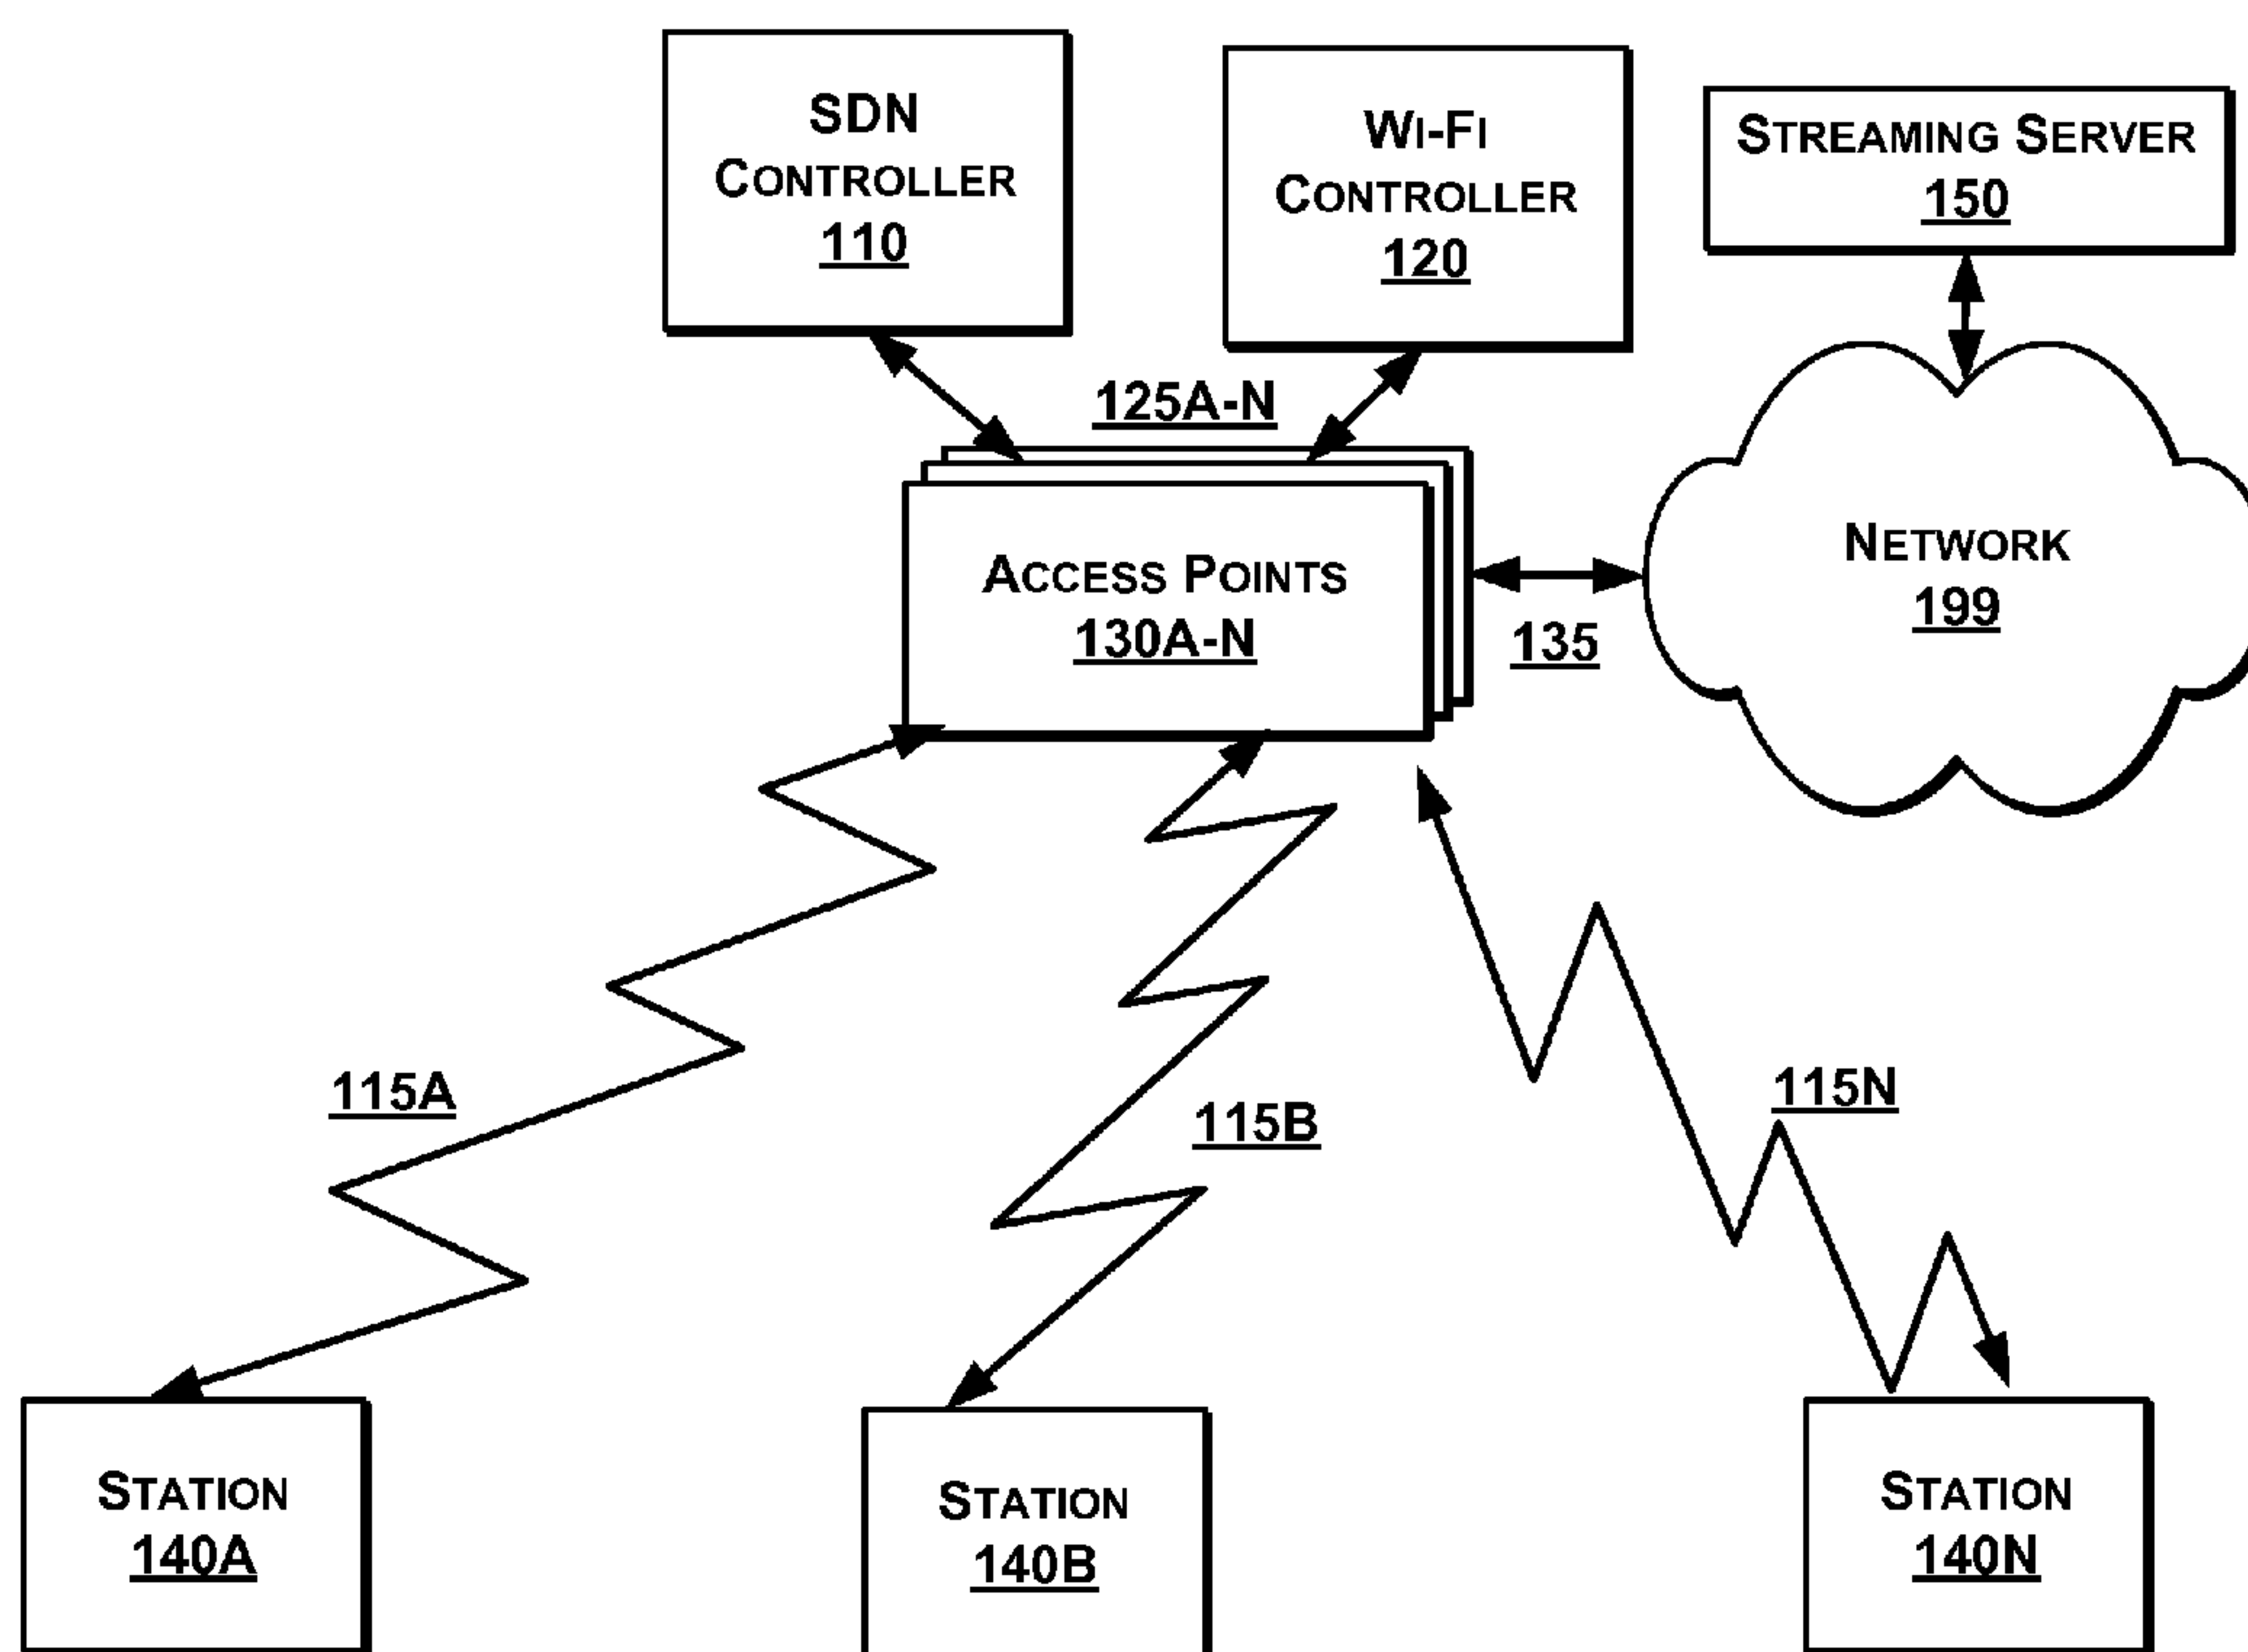 SDN
CONTROLLER
110
WI-FI
CONTROLLER
120
STREAMING SERVER
150
125A-N
ACCESS POINTS
130A-N
135
NETWORK
199
115A
115B
115N
STATION
140A
STATION
140B
STATION
140N